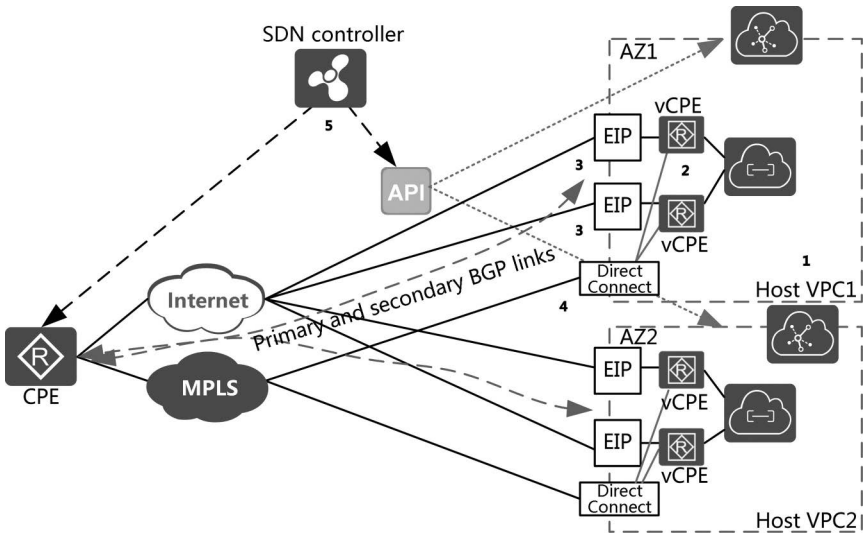 SDN controller
5
API
AZ1
vCPE
EIP
R
3
2
EIP
R
3
vCPE
1
Direct
Connect
4
Host VPC1
Internet
Primary and secondary BGP links
R
CPE
MPLS
AZ2
EIP
R
vCPE
EIP
R
vCPE
Direct
Connect
Host VPC2